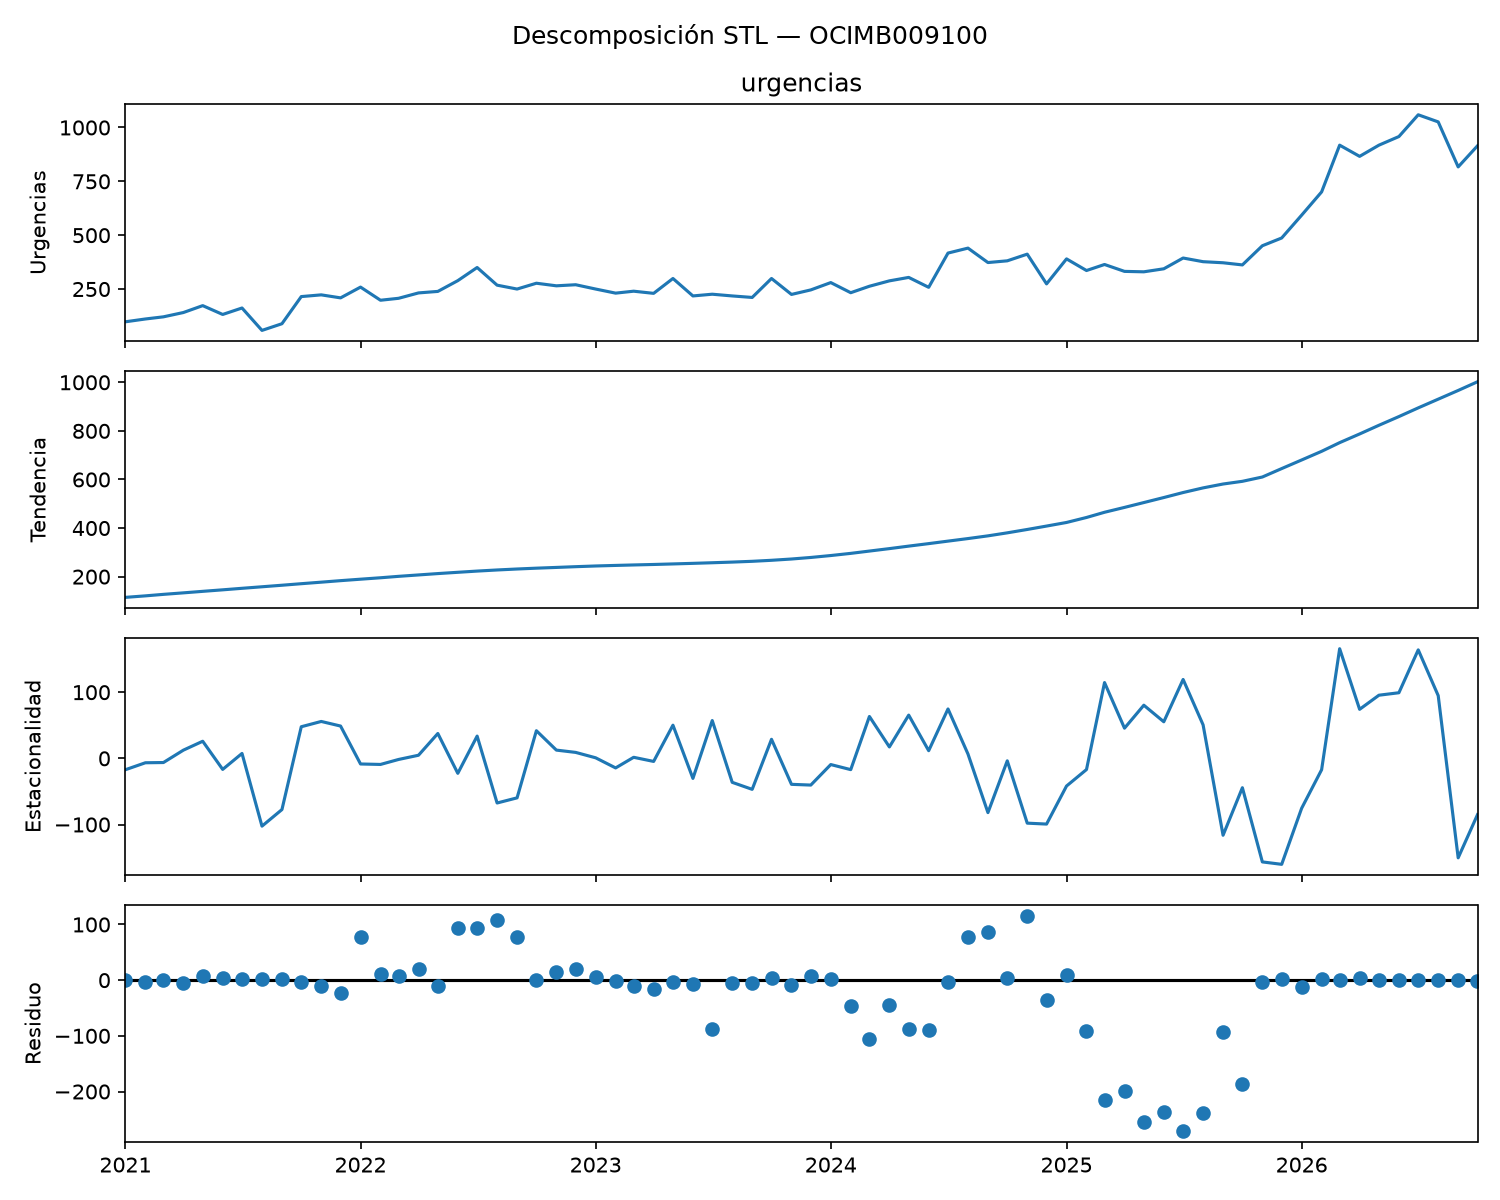 Descomposición STL — OCIMB009100
urgencias
1000
750
500
250
Urgencias
1000
800
600
400
200
Tendencia
100
0
−100
Estacionalidad
100
0
−100
−200
Residuo
2021 2022 2023 2024 2025 2026